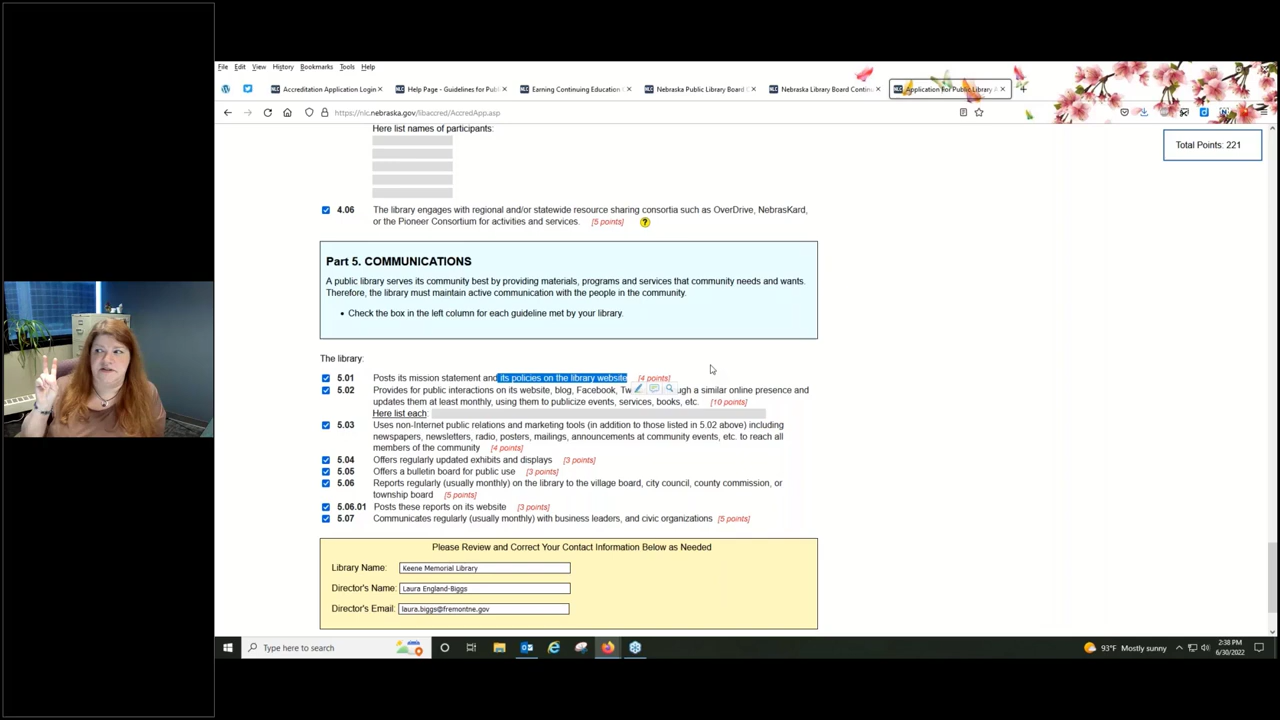 File Edit View History Bookmarks Tools Help
Accreditation Application Login
Help Page - Guidelines for Publ
Earning Continuing Education
Nebraska Public Library Board
Nebraska Library Board Contin
Application For Public Library A
https://nlc.nebraska.gov/libaccred/AccredApp.asp
Here list names of participants:
Total Points: 221
4.06 The library engages with regional and/or statewide resource sharing consortia such as OverDrive, NebrasKard,
or the Pioneer Consortium for activities and services. [5 points] ?
Part 5. COMMUNICATIONS
A public library serves its community best by providing materials, programs and services that community needs and wants.
Therefore, the library must maintain active communication with the people in the community.
• Check the box in the left column for each guideline met by your library.
The library:
5.01 Posts its mission statement and its policies on the library website [4 points]
5.02 Provides for public interactions on its website, blog, Facebook, Tw ugh a similar online presence and
updates them at least monthly, using them to publicize events, services, books, etc. [10 points]
Here list each:
5.03 Uses non-Internet public relations and marketing tools (in addition to those listed in 5.02 above) including
newspapers, newsletters, radio, posters, mailings, announcements at community events, etc. to reach all
members of the community [4 points]
5.04 Offers regularly updated exhibits and displays [3 points]
5.05 Offers a bulletin board for public use [3 points]
5.06 Reports regularly (usually monthly) on the library to the village board, city council, county commission, or
township board [5 points]
5.06.01 Posts these reports on its website [3 points]
5.07 Communicates regularly (usually monthly) with business leaders, and civic organizations [5 points]
Please Review and Correct Your Contact Information Below as Needed
Library Name: Keene Memorial Library
Director's Name: Laura England-Biggs
Director's Email: laura.biggs@fremontne.gov
Type here to search
93°F Mostly sunny
2:38 PM
6/30/2022